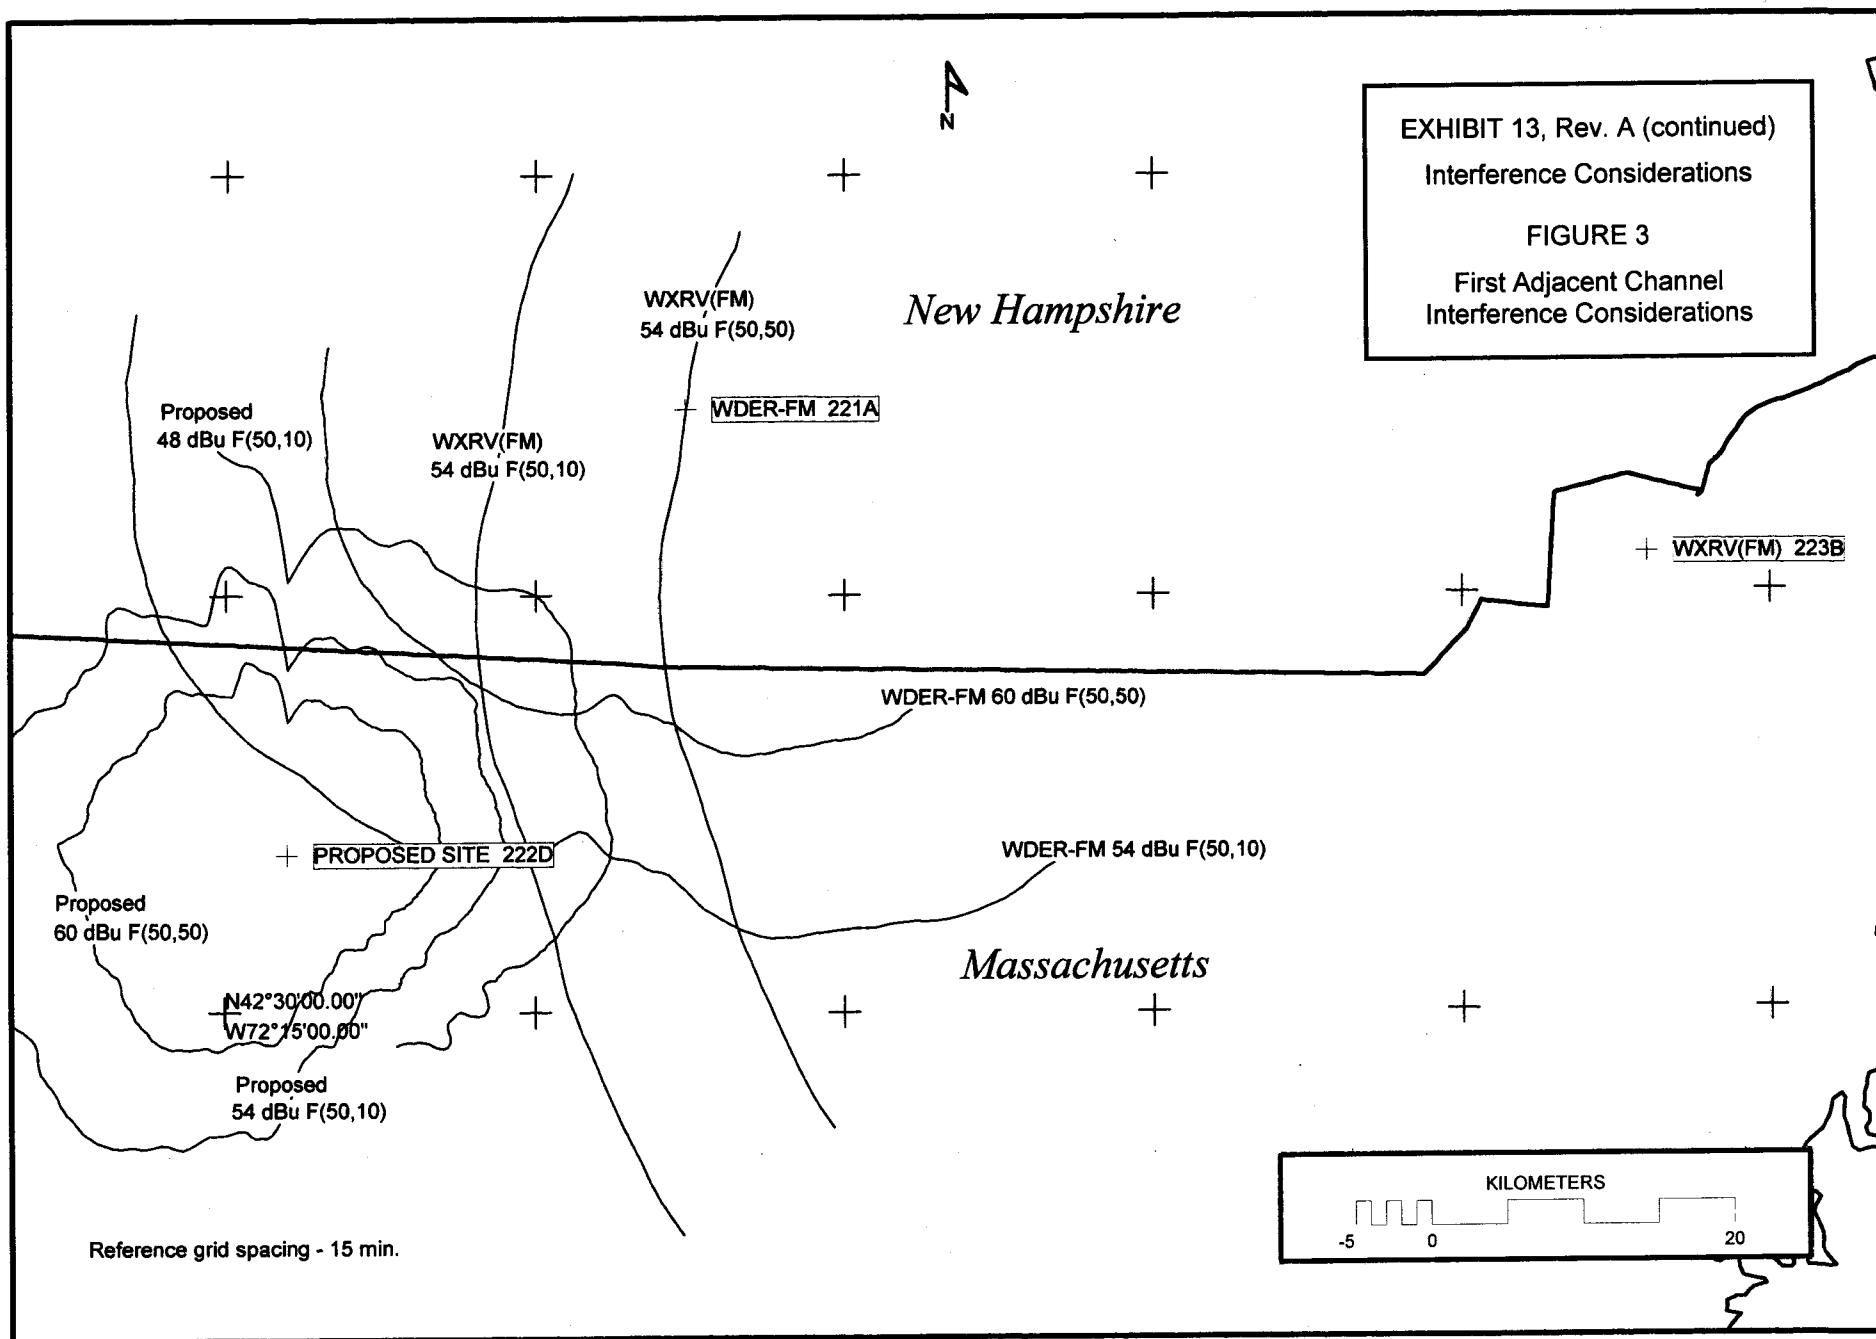 N
EXHIBIT 13, Rev. A (continued)
Interference Considerations
FIGURE 3
First Adjacent Channel
Interference Considerations
WXRV(FM)
54 dBu F(50,50)
New Hampshire
WDER-FM 221A
Proposed
48 dBu F(50,10)
WXRV(FM)
54 dBu F(50,10)
WXRV(FM) 223B
WDER-FM 60 dBu F(50,50)
PROPOSED SITE 222D
WDER-FM 54 dBu F(50,10)
Proposed
60 dBu F(50,50)
Massachusetts
N42°30'00.00"
W72°15'00.00"
Proposed
54 dBu F(50,10)
KILOMETERS
-5 0 20
Reference grid spacing - 15 min.